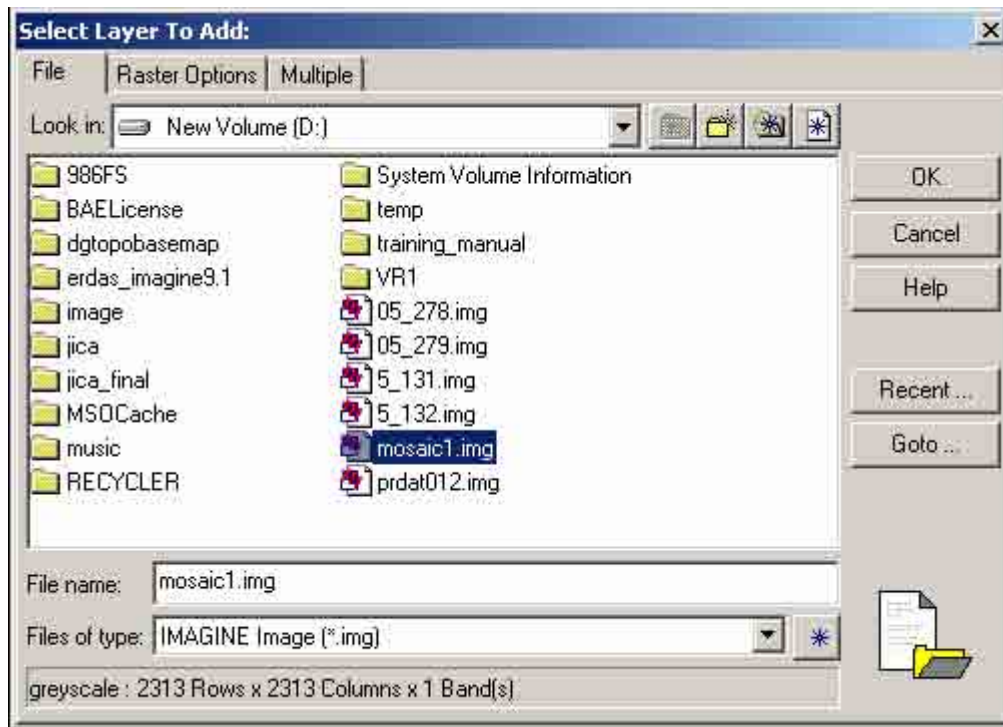 Select Layer To Add:
File
Raster Options
Multiple
Look in:
New Volume (D:)
986FS
BAELicense
dgtopobasemap
erdas_imagine9.1
image
jica
jica_final
MSOCache
music
RECYCLER
System Volume Information
temp
training_manual
VR1
05_278.img
05_279.img
5_131.img
5_132.img
mosaic1.img
prdat012.img
OK
Cancel
Help
Recent ...
Goto ...
File name: mosaic1.img
Files of type: IMAGINE Image (*.img)
greyscale : 2313 Rows x 2313 Columns x 1 Band(s)